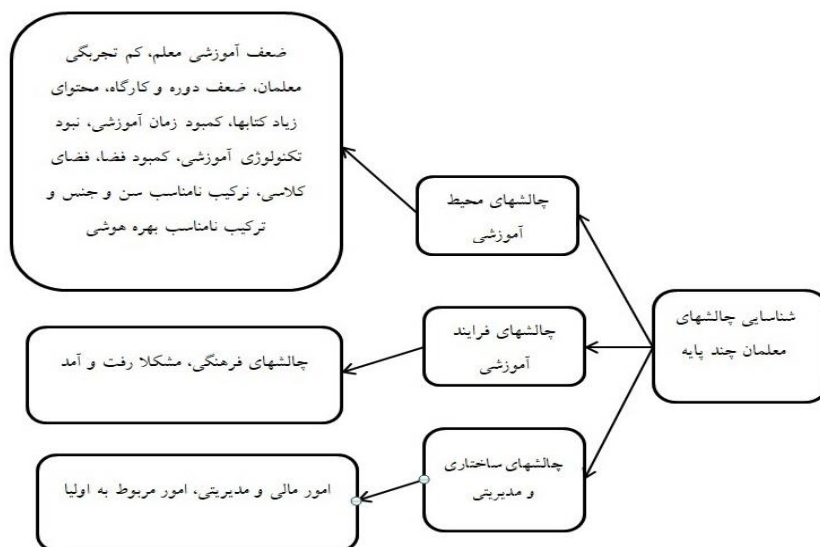 شناسایی چالشهای
معلمان چند پایه
چالشهای محیط
آموزشی
ضعف آموزشی معلم، کم تجربگی
معلمان، ضعف دوره و کارگاه، محتوای
زیاد کتابها، کمبود زمان آموزشی، نبود
تکنولوژی آموزشی، کمبود فضا، فضای
کلاسی، ترکیب نامناسب سن و جنس و
ترکیب نامناسب بهره هوشی
چالشهای فرایند
آموزشی
چالشهای فرهنگی، مشکلا رفت و آمد
چالشهای ساختاری
و مدیریتی
امور مالی و مدیریتی، امور مربوط به اولیا